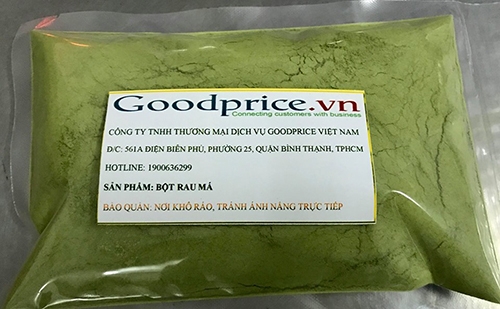 Goodprice.vn
Connecting customers with business
CÔNG TY TNHH THƯƠNG MẠI DỊCH VỤ GOODPRICE VIỆT NAM
Đ/C: 561A ĐIỆN BIÊN PHỦ, PHƯỜNG 25, QUẬN BÌNH THẠNH, TPHCM
HOTLINE: 1900636299
SẢN PHẨM: BỘT RAU MÁ
BẢO QUẢN: NƠI KHÔ RÁO, TRÁNH ÁNH NẮNG TRỰC TIẾP